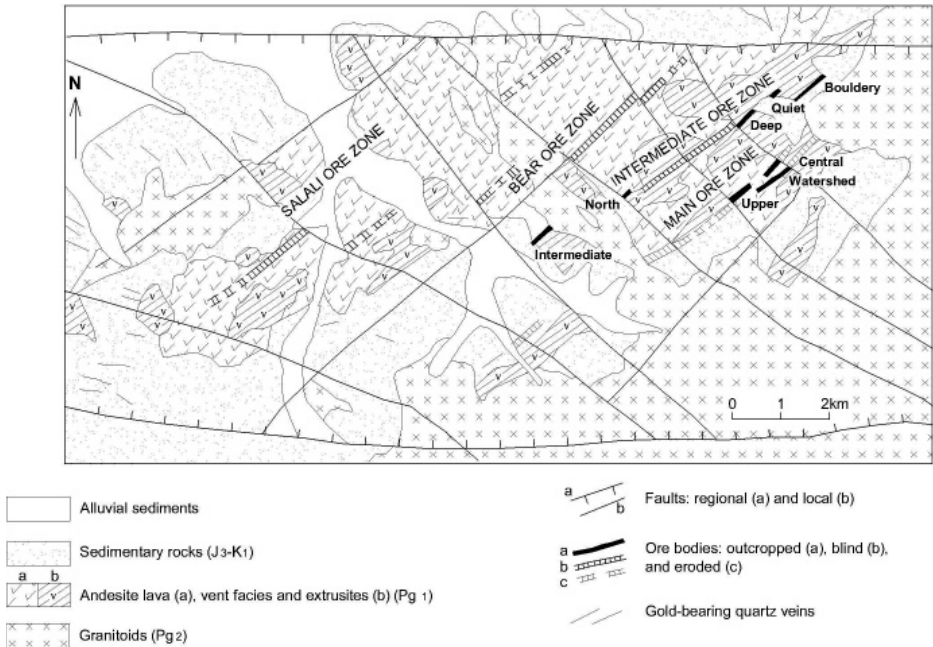 N
SALALI ORE ZONE
BEAR ORE ZONE
INTERMEDIATE ORE ZONE
MAIN ORE ZONE
Bouldery
Quiet
Deep
Central
Watershed
North
Upper
Intermediate
0 1 2km
Alluvial sediments
Sedimentary rocks (J3-K1)
a b
Andesite lava (a), vent facies and extrusites (b) (Pg 1)
Granitoids (Pg2)
a
b
Faults: regional (a) and local (b)
a
b
c
Ore bodies: outcropped (a), blind (b),
and eroded (c)
Gold-bearing quartz veins